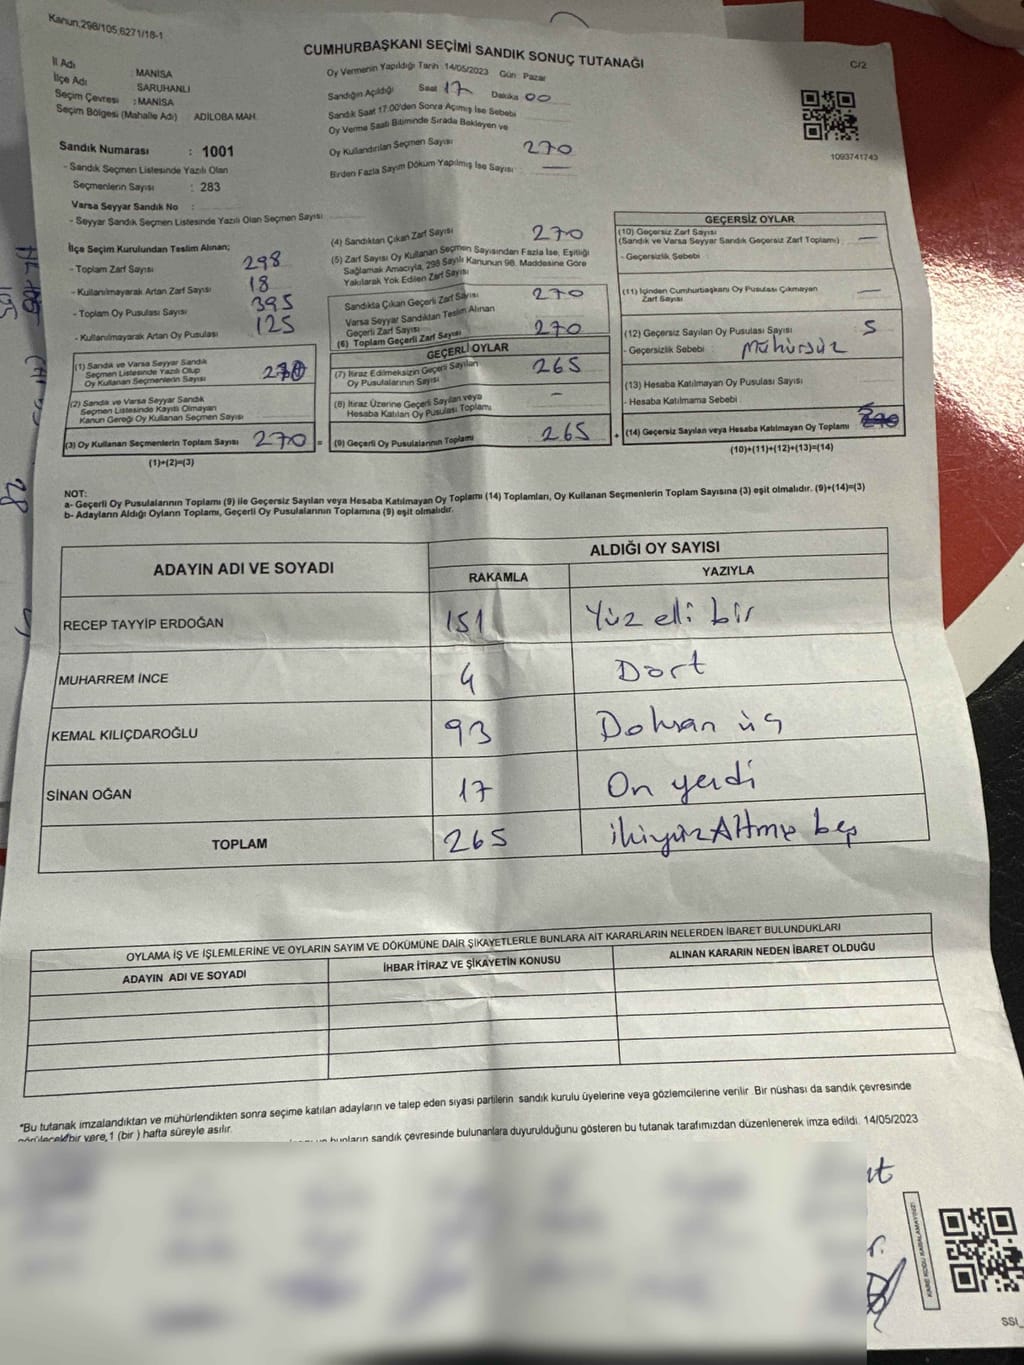 Kanun:298/105,6271/18-1
CUMHURBAŞKANI SEÇİMİ SANDIK SONUÇ TUTANAĞI
C/2
İl Adı : MANİSA
İlçe Adı : SARUHANLI
Seçim Çevresi : MANİSA
Seçim Bölgesi (Mahalle Adı) : ADİLOBA MAH.
Sandık Numarası : 1001
- Sandık Seçmen Listesinde Yazılı Olan
Seçmenlerin Sayısı : 283
Varsa Seyyar Sandık No :
- Seyyar Sandık Seçmen Listesinde Yazılı Olan Seçmen Sayısı
Oy Vermenin Yapıldığı Tarih :14/05/2023 Gün : Pazar
Sandığın Açıldığı Saat 17 Dakika 00
Sandık Saat 17:00'den Sonra Açımış İse Sebebi
Oy Verme Saati Bitiminde Sırada Bekleyen ve
Oy Kullandırılan Seçmen Sayısı 270
Birden Fazla Sayım Döküm Yapılmış İse Sayısı : —
1093741743
İlçe Seçim Kurulundan Teslim Alınan;
- Toplam Zarf Sayısı 298
- Kullanılmayarak Artan Zarf Sayısı 18
- Toplam Oy Pusulası Sayısı 395
- Kullanılmayarak Artan Oy Pusulası 125
(1) Sandık ve Varsa Seyyar Sandık
Seçmen Listesinde Yazılı Olup
Oy Kullanan Seçmenlerin Sayısı 270
(2) Sandık ve Varsa Seyyar Sandık
Seçmen Listesinde Kayıtlı Olmayan
Kanun Gereği Oy Kullanan Seçmen Sayısı
(3) Oy Kullanan Seçmenlerin Toplam Sayısı 270 =
(1)+(2)=(3)
(4) Sandıktan Çıkan Zarf Sayısı 270
(5) Zarf Sayısı Oy Kullanan Seçmen Sayısından Fazla İse, Eşitliği
Sağlamak Amacıyla, 298 Sayılı Kanunun 98. Maddesine Göre
Yakılarak Yok Edilen Zarf Sayısı
Sandıkta Çıkan Geçerli Zarf Sayısı 270
Varsa Seyyar Sandıktan Teslim Alınan
Geçerli Zarf Sayısı
(6) Toplam Geçerli Zarf Sayısı 270
GEÇERLİ OYLAR
(7) İtiraz Edilmeksizin Geçerli Sayılan
Oy Pusulalarının Sayısı 265
(8) İtiraz Üzerine Geçerli Sayılan veya
Hesaba Katılan Oy Pusulası Toplamı —
(9) Geçerli Oy Pusulalarının Toplamı 265 +
GEÇERSİZ OYLAR
(10) Geçersiz Zarf Sayısı —
(Sandık ve Varsa Seyyar Sandık Geçersiz Zarf Toplamı)
- Geçersizlik Sebebi :
(11) İçinden Cumhurbaşkanı Oy Pusulası Çıkmayan
Zarf Sayısı —
(12) Geçersiz Sayılan Oy Pusulası Sayısı 5
- Geçersizlik Sebebi : Mühürsüz
(13) Hesaba Katılmayan Oy Pusulası Sayısı
- Hesaba Katılmama Sebebi
(14) Geçersiz Sayılan veya Hesaba Katılmayan Oy Toplamı 5
(10)+(11)+(12)+(13)=(14)
NOT:
a- Geçerli Oy Pusulalarının Toplamı (9) ile Geçersiz Sayılan veya Hesaba Katılmayan Oy Toplamı (14) Toplamları, Oy Kullanan Seçmenlerin Toplam Sayısına (3) eşit olmalıdır. (9)+(14)=(3)
b- Adayların Aldığı Oyların Toplamı, Geçerli Oy Pusulalarının Toplamına (9) eşit olmalıdır.
ADAYIN ADI VE SOYADI
ALDIĞI OY SAYISI
RAKAMLA YAZIYLA
RECEP TAYYİP ERDOĞAN 151 Yüz elli bir
MUHARREM İNCE 4 Dört
KEMAL KILIÇDAROĞLU 93 Doksan üç
SİNAN OĞAN 17 On yedi
TOPLAM 265 ikiyüz Altmış beş
OYLAMA İŞ VE İŞLEMLERİNE VE OYLARIN SAYIM VE DÖKÜMÜNE DAİR ŞİKAYETLERLE BUNLARA AİT KARARLARIN NELERDEN İBARET BULUNDUKLARI
ADAYIN ADI VE SOYADI İHBAR İTİRAZ VE ŞİKAYETİN KONUSU ALINAN KARARIN NEDEN İBARET OLDUĞU
*Bu tutanak imzalandıktan ve mühürlendikten sonra seçime katılan adayların ve talep eden siyasi partilerin sandık kurulu üyelerine veya gözlemcilerine verilir. Bir nüshası da sandık çevresinde
görülecek bir yere 1 (bir ) hafta süreyle asılır.
bunların sandık çevresinde bulunanlara duyurulduğunu gösteren bu tutanak tarafımızdan düzenlenerek imza edildi. 14/05/2023
KARE KODU KARALAMAYINIZ!
SSI_